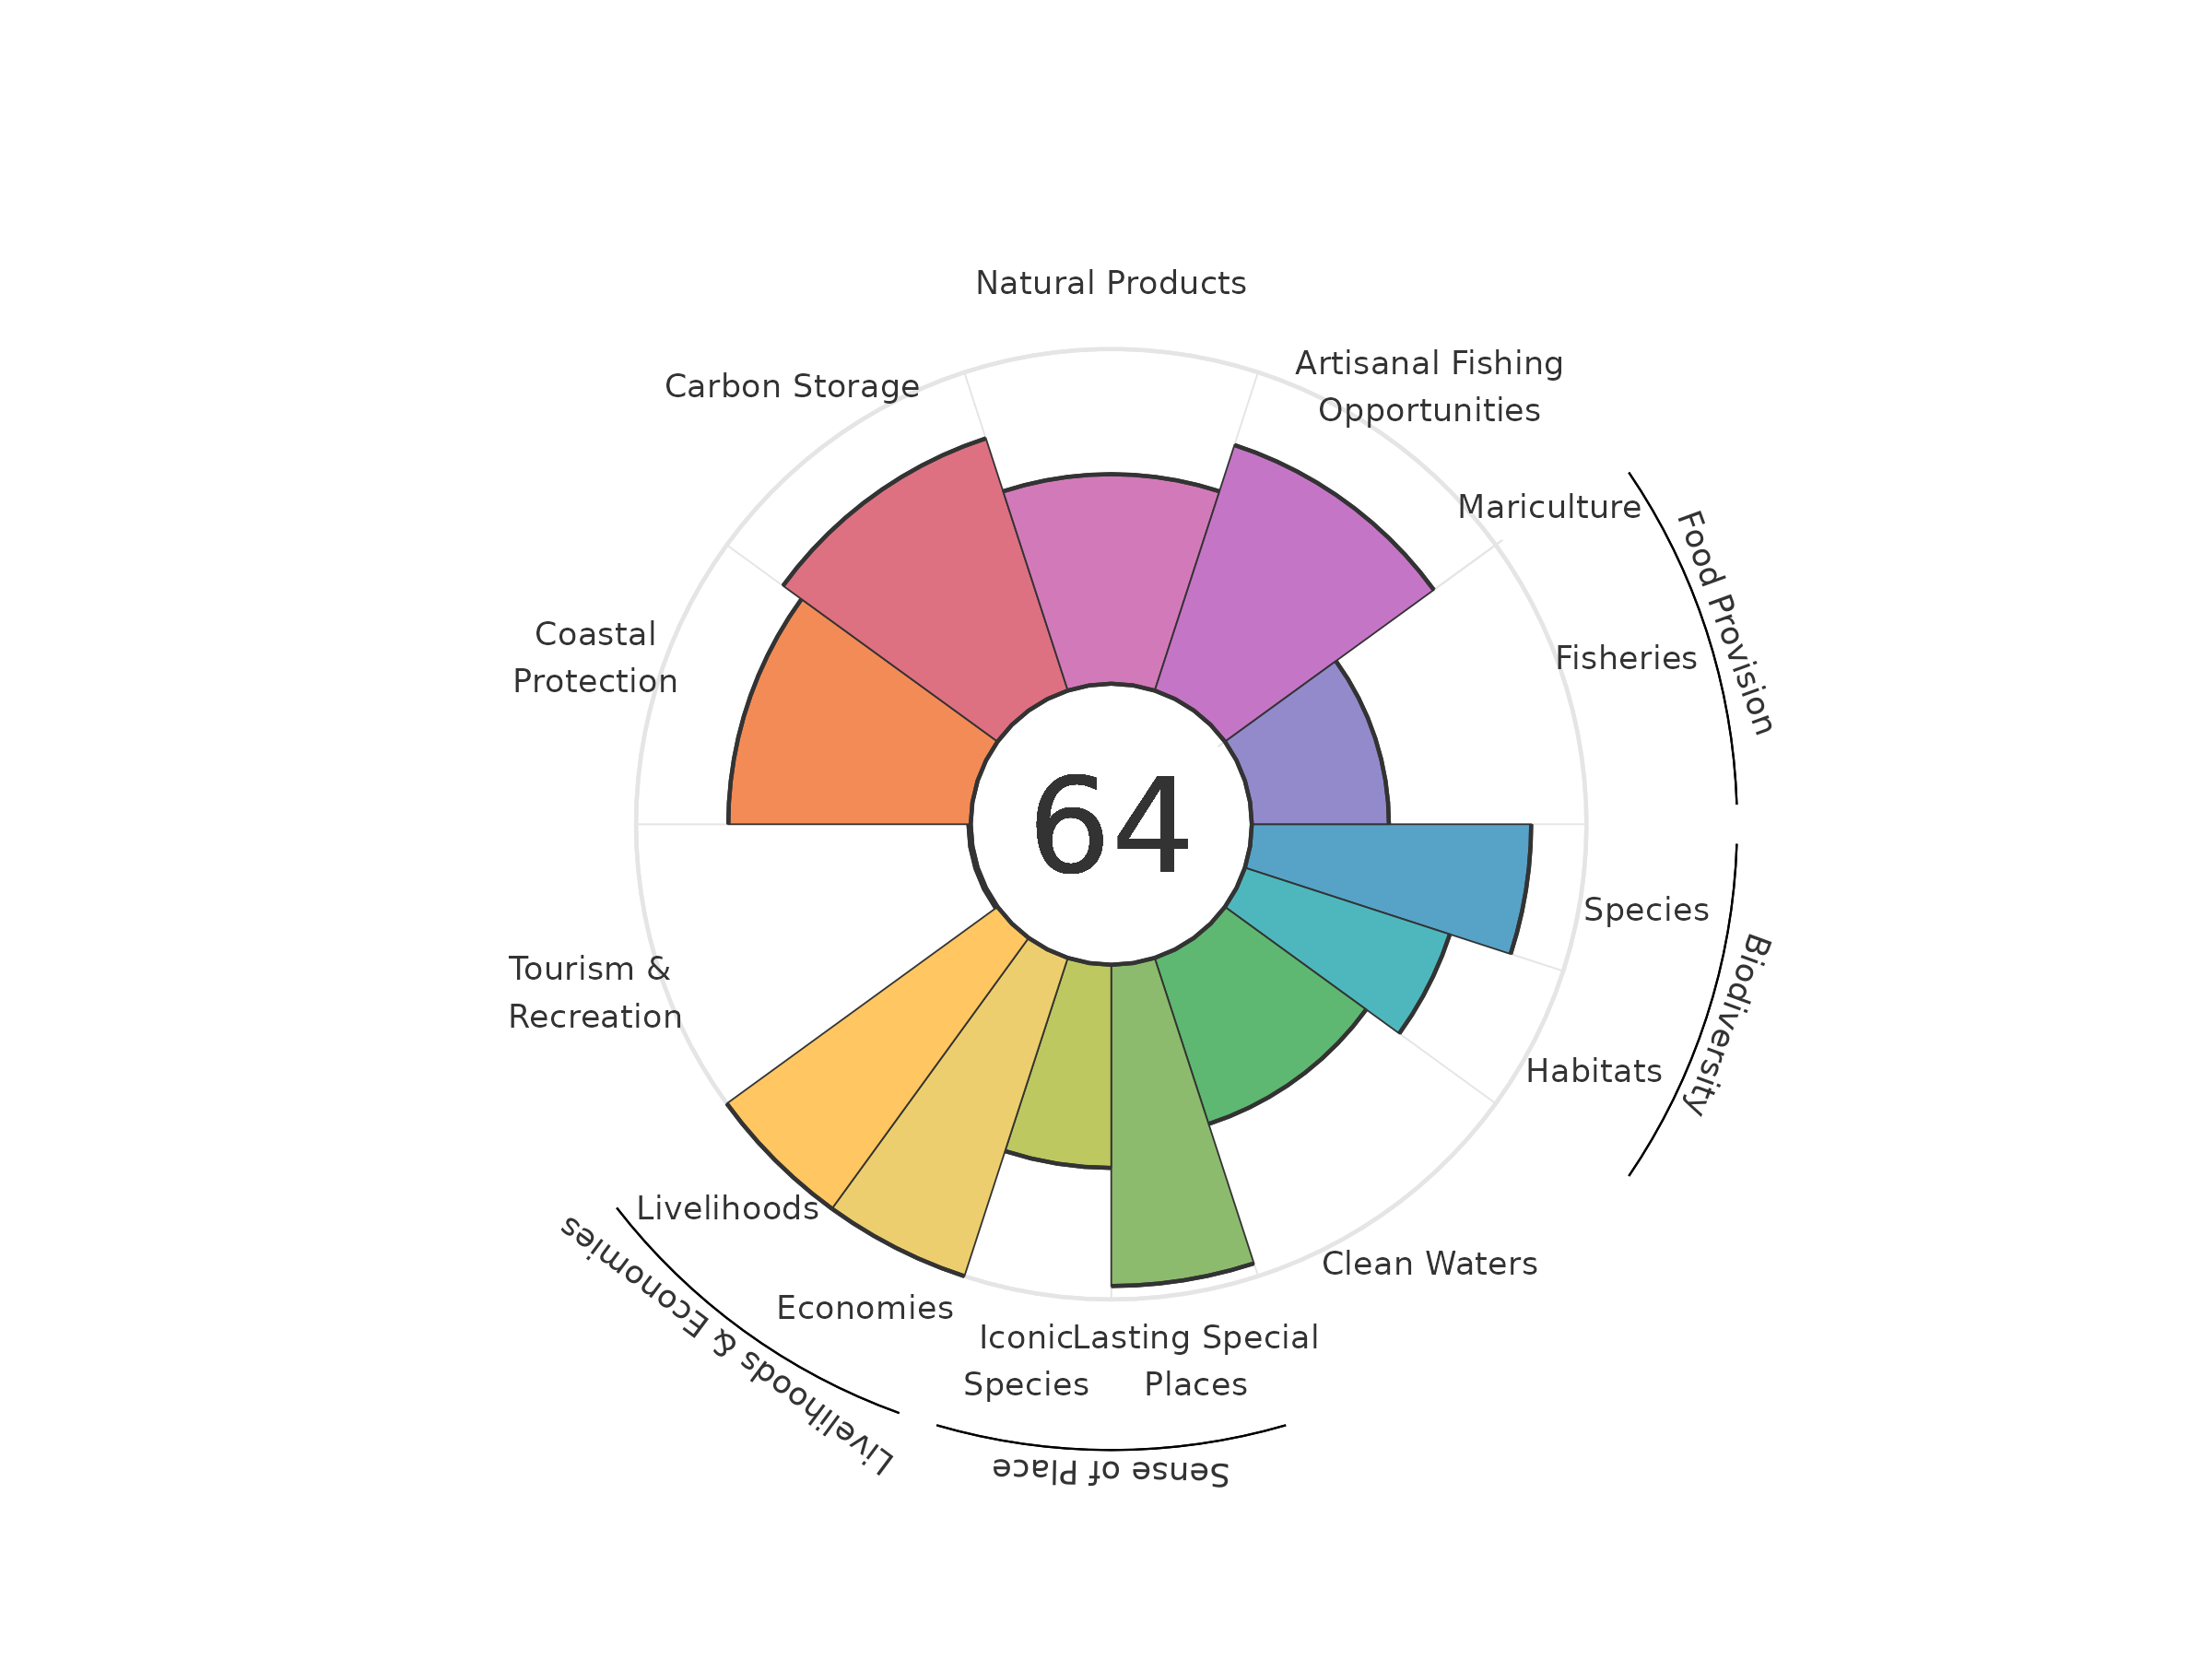 Natural Products
Artisanal Fishing
Opportunities
Carbon Storage
Mariculture
Food Provision
Fisheries
Coastal
Protection
64
Species
Biodiversity
Tourism &
Recreation
Habitats
Livelihoods
Clean Waters
Economies
Livelihoods & Economies
Iconic
Species
Lasting Special
Places
Sense of Place